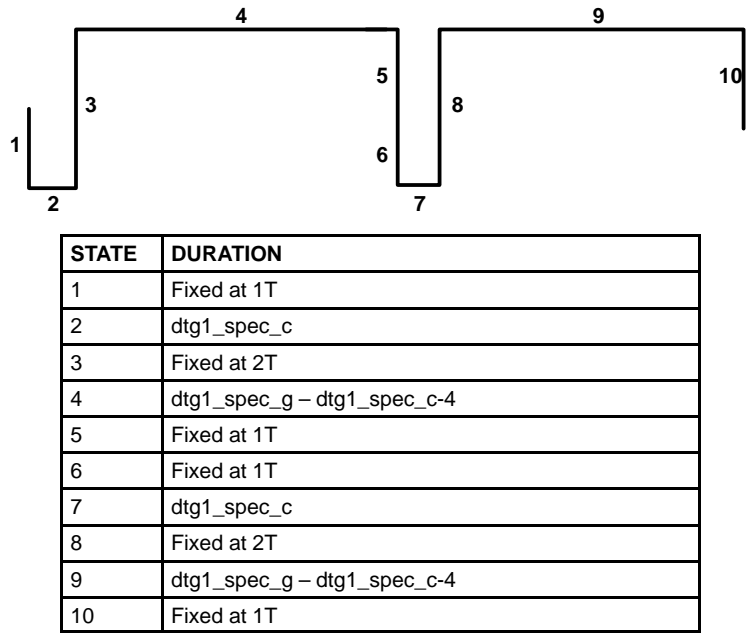 4
9
5
10
3
8
1
6
2
7
STATE DURATION
1 Fixed at 1T
2 dtg1_spec_c
3 Fixed at 2T
4 dtg1_spec_g – dtg1_spec_c-4
5 Fixed at 1T
6 Fixed at 1T
7 dtg1_spec_c
8 Fixed at 2T
9 dtg1_spec_g – dtg1_spec_c-4
10 Fixed at 1T